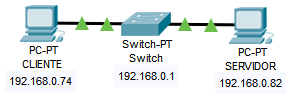 PC-PT
CLIENTE
192.168.0.74
Switch-PT
Switch
192.168.0.1
PC-PT
SERVIDOR
192.168.0.82